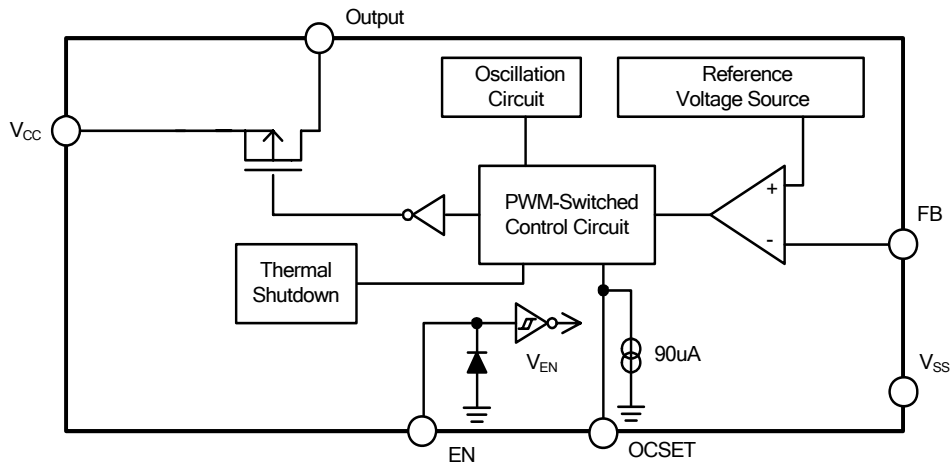 Output
Oscillation
Circuit
Reference
Voltage Source
VCC
PWM-Switched
Control Circuit
+
-
FB
Thermal
Shutdown
VEN
90uA
VSS
EN
OCSET